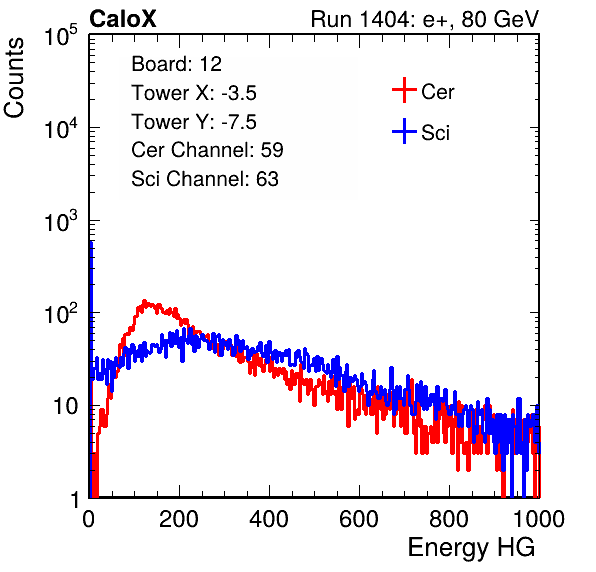 CaloX Run 1404: e+, 80 GeV
Counts
10^5
10^4
10^3
10^2
10
1
Board: 12
Tower X: -3.5
Tower Y: -7.5
Cer Channel: 59
Sci Channel: 63
Cer
Sci
0 200 400 600 800 1000
Energy HG